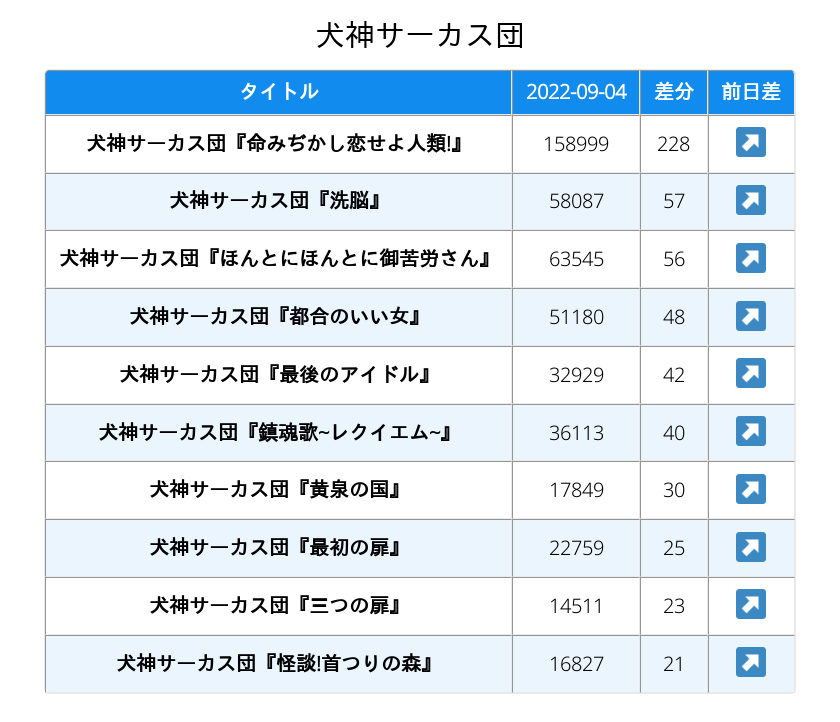 犬神サーカス団
タイトル 2022-09-04 差分 前日差
犬神サーカス団『命みぢかし恋せよ人類!』 158999 228 ↗
犬神サーカス団『洗脳』 58087 57 ↗
犬神サーカス団『ほんとにほんとに御苦労さん』 63545 56 ↗
犬神サーカス団『都合のいい女』 51180 48 ↗
犬神サーカス団『最後のアイドル』 32929 42 ↗
犬神サーカス団『鎮魂歌~レクイエム~』 36113 40 ↗
犬神サーカス団『黄泉の国』 17849 30 ↗
犬神サーカス団『最初の扉』 22759 25 ↗
犬神サーカス団『三つの扉』 14511 23 ↗
犬神サーカス団『怪談!首つりの森』 16827 21 ↗